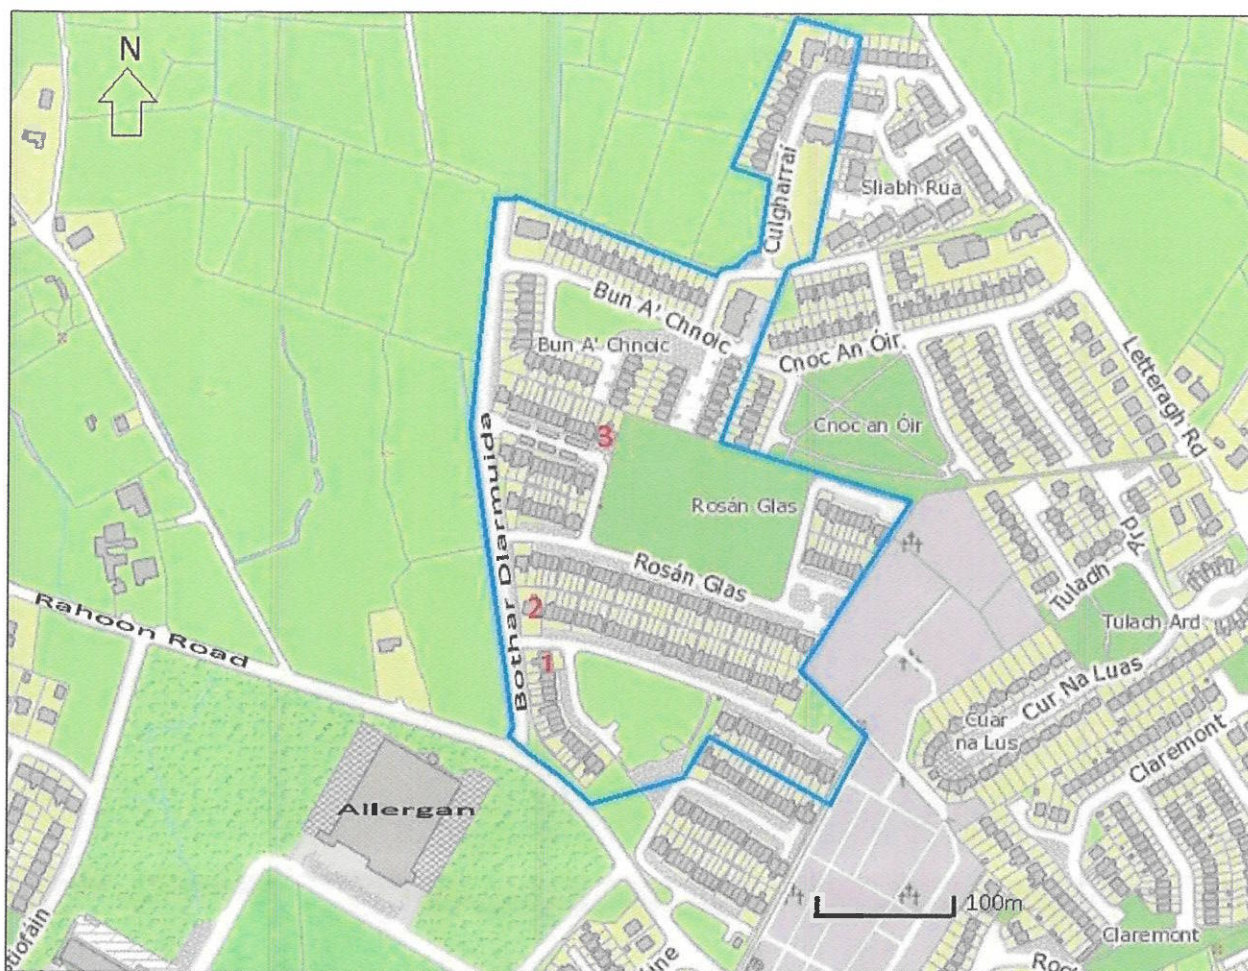 N
Culgharraí
Sliabh Rua
Bun A' Chnoic
Bun A' Chnoic
Cnoc An Óir
Letteragh Rd
Cnoc an Óir
3
Bothar Diarmuida
Rosán Glas
Rosán Glas
Tuladh Ard
2
Rahoon Road
Tulach Ard
1
Cur Na Luas
Cuar
na Lus
Claremont
Allergan
100m
Claremont